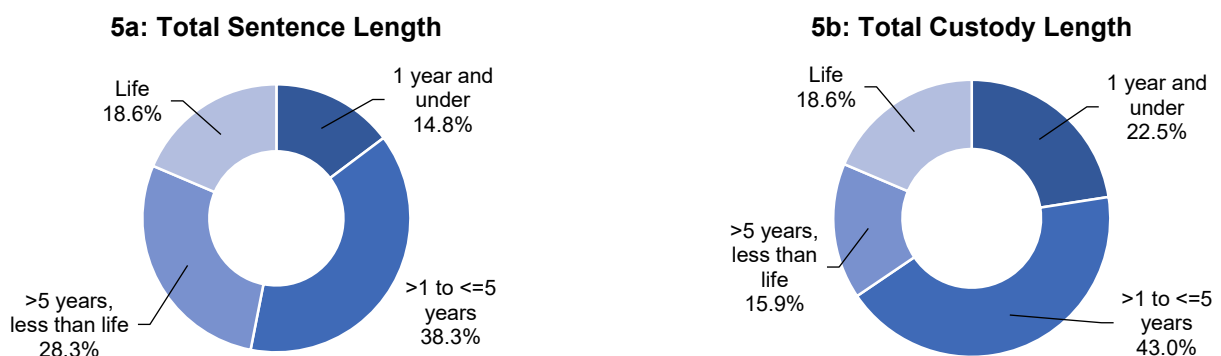 5a: Total Sentence Length
Life
18.6%
1 year and
under
14.8%
>5 years,
less than life
28.3%
>1 to <=5
years
38.3%
5b: Total Custody Length
Life
18.6%
1 year and
under
22.5%
>5 years,
less than
life
15.9%
>1 to <=5
years
43.0%